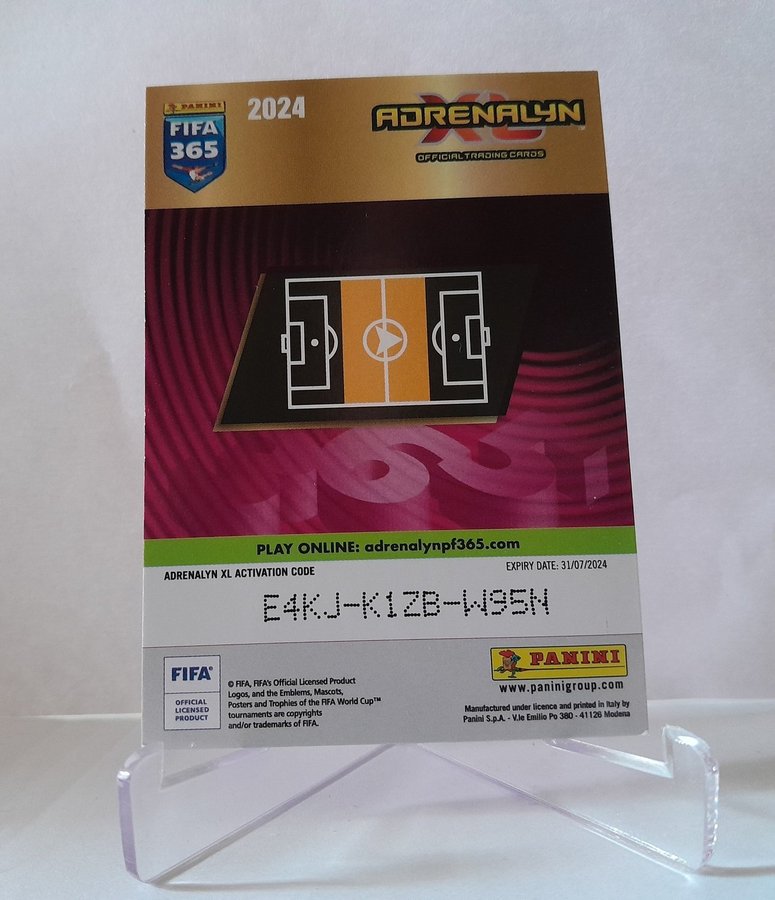 PANINI
FIFA
365
2024
ADRENALYN
XL
OFFICIAL TRADING CARDS
365
PLAY ONLINE: adrenalynpf365.com
ADRENALYN XL ACTIVATION CODE
EXPIRY DATE: 31/07/2024
E4KJ-K1ZB-W95N
FIFA®
OFFICIAL
LICENSED
PRODUCT
© FIFA, FIFA's Official Licensed Product
Logos, and the Emblems, Mascots,
Posters and Trophies of the FIFA World Cup™
tournaments are copyrights
and/or trademarks of FIFA.
PANINI
www.paninigroup.com
Manufactured under licence and printed in Italy by
Panini S.p.A. - V.le Emilio Po 380 - 41126 Modena